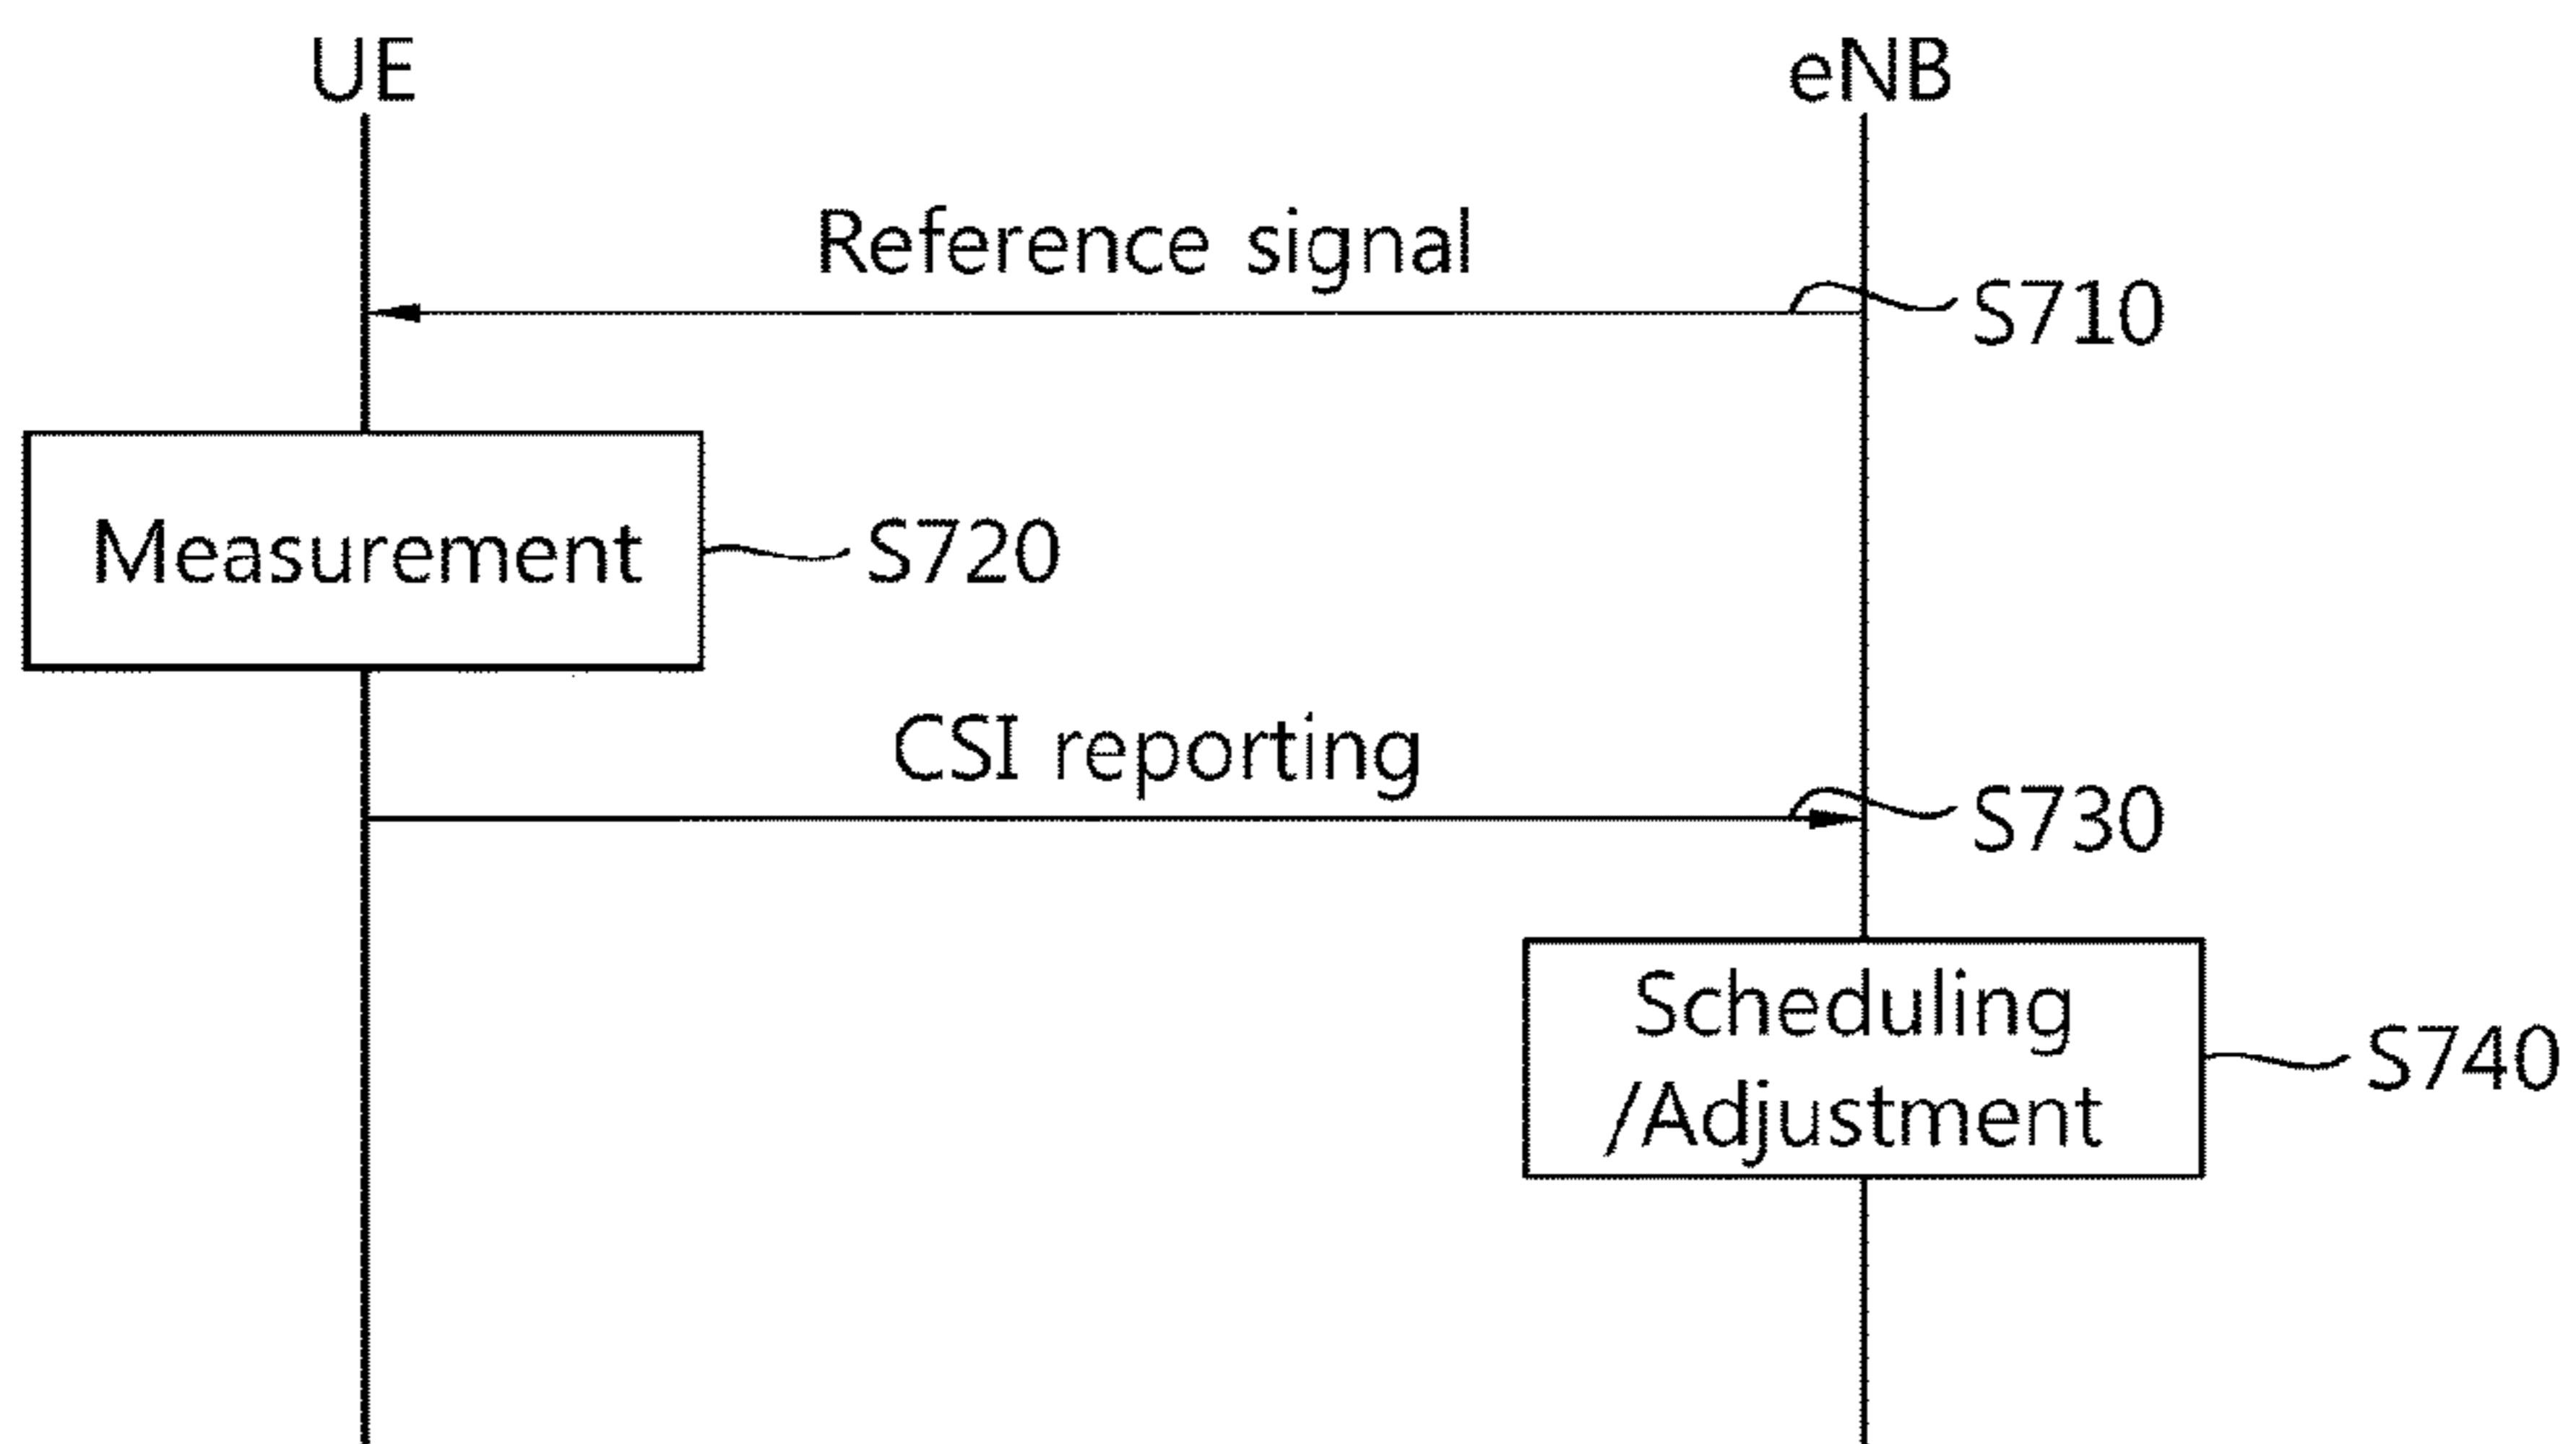 UE
eNB
Reference signal
S710
Measurement
S720
CSI reporting
S730
Scheduling
/Adjustment
S740